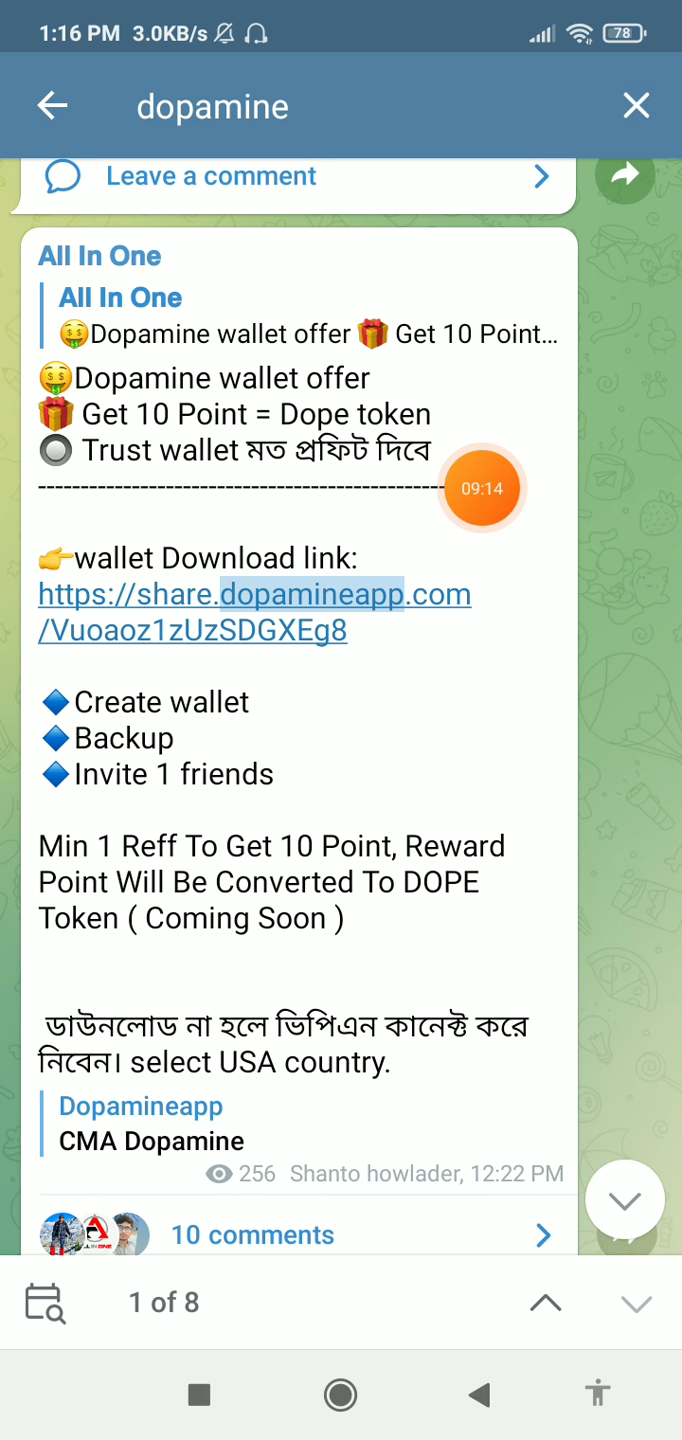 1:16 PM 3.0KB/s 78
dopamine
Leave a comment
All In One
All In One
🤑Dopamine wallet offer 🎁 Get 10 Point...
🤑Dopamine wallet offer
🎁 Get 10 Point = Dope token
🔘 Trust wallet মত প্রফিট দিবে
-----------------------------------------------
09:14
👉wallet Download link:
https://share.dopamineapp.com
/Vuoaoz1zUzSDGXEg8
🔷Create wallet
🔷Backup
🔷Invite 1 friends
Min 1 Reff To Get 10 Point, Reward
Point Will Be Converted To DOPE
Token ( Coming Soon )
ডাউনলোড না হলে ভিপিএন কানেক্ট করে
নিবেন। select USA country.
Dopamineapp
CMA Dopamine
256 Shanto howlader, 12:22 PM
10 comments
1 of 8